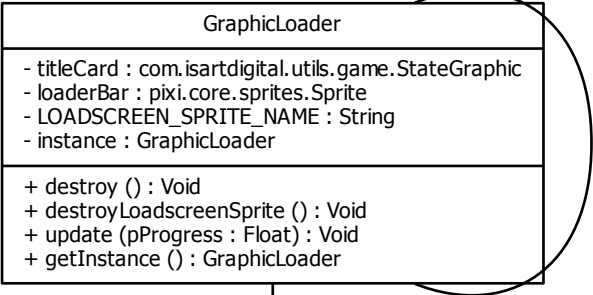 GraphicLoader
- titleCard : com.isartdigital.utils.game.StateGraphic
- loaderBar : pixi.core.sprites.Sprite
- LOADSCREEN_SPRITE_NAME : String
- instance : GraphicLoader
+ destroy () : Void
+ destroyLoadscreenSprite () : Void
+ update (pProgress : Float) : Void
+ getInstance () : GraphicLoader